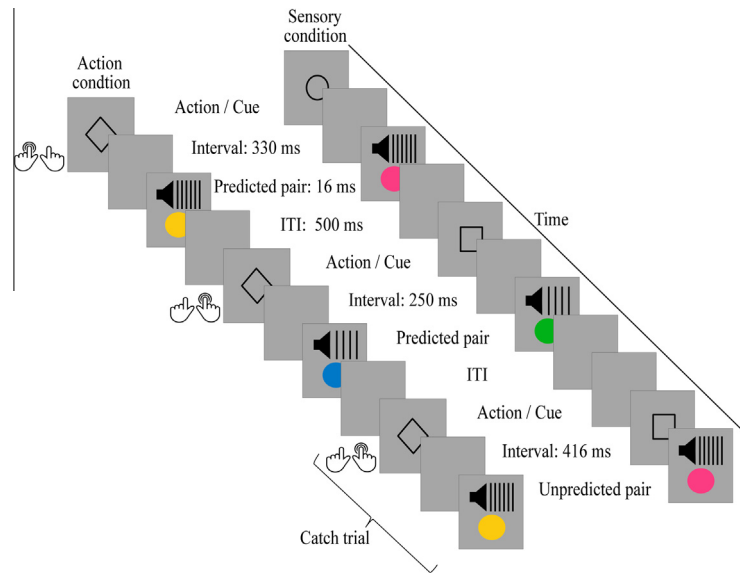 Sensory
condition
Action
condtion
Action / Cue
Interval: 330 ms
Predicted pair: 16 ms
ITI: 500 ms
Time
Action / Cue
Interval: 250 ms
Predicted pair
ITI
Action / Cue
Interval: 416 ms
Unpredicted pair
Catch trial